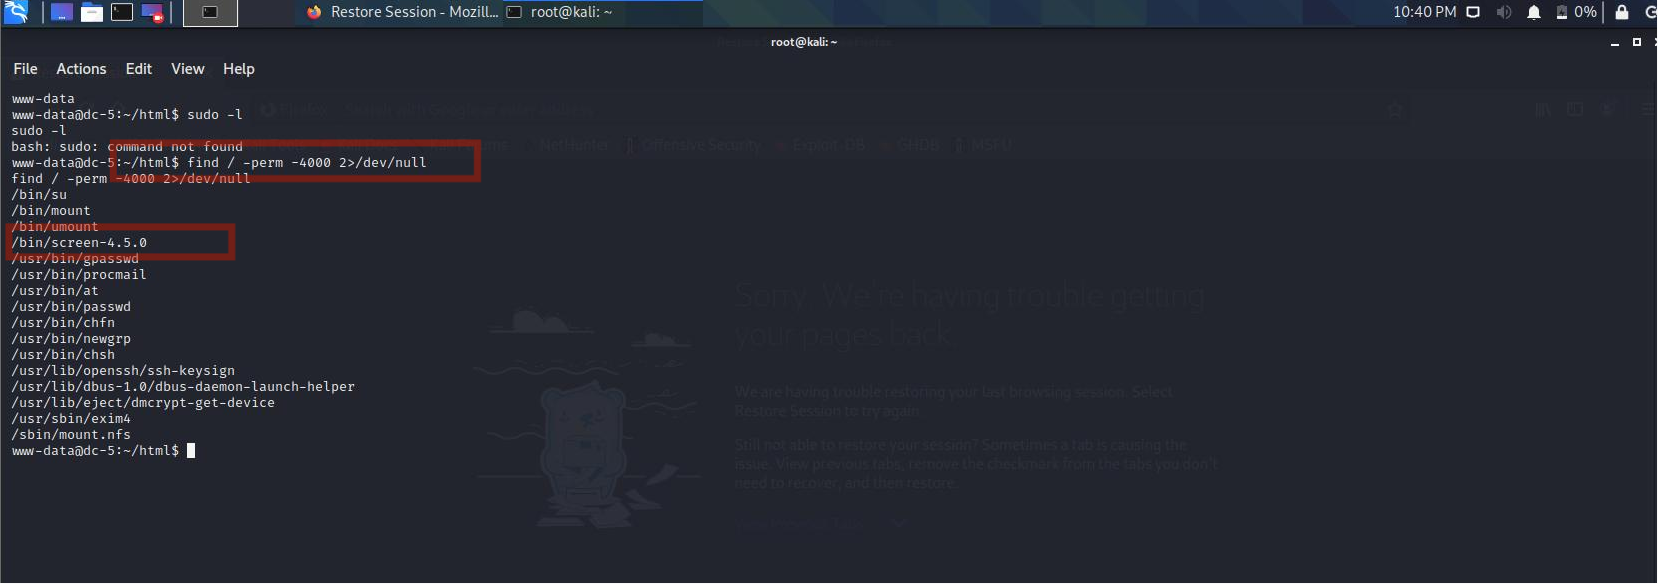 Restore Session - Mozill...
root@kali: ~
10:40 PM
0%
root@kali: ~
File Actions Edit View Help
www-data
www-data@dc-5:~/html$ sudo -l
sudo -l
bash: sudo: command not found
www-data@dc-5:~/html$ find / -perm -4000 2>/dev/null
find / -perm -4000 2>/dev/null
/bin/su
/bin/mount
/bin/umount
/bin/screen-4.5.0
/usr/bin/gpasswd
/usr/bin/procmail
/usr/bin/at
/usr/bin/passwd
/usr/bin/chfn
/usr/bin/newgrp
/usr/bin/chsh
/usr/lib/openssh/ssh-keysign
/usr/lib/dbus-1.0/dbus-daemon-launch-helper
/usr/lib/eject/dmcrypt-get-device
/usr/sbin/exim4
/sbin/mount.nfs
www-data@dc-5:~/html$
NetHunter Offensive Security Exploit-DB GHDB MSFU
Sorry. We're having trouble getting
your pages back.
We are having trouble restoring your last browsing session. Select
Restore Session to try again.
Still not able to restore your session? Sometimes a tab is causing the
issue. View previous tabs, remove the checkmark from the tabs you don't
need to recover, and then restore.